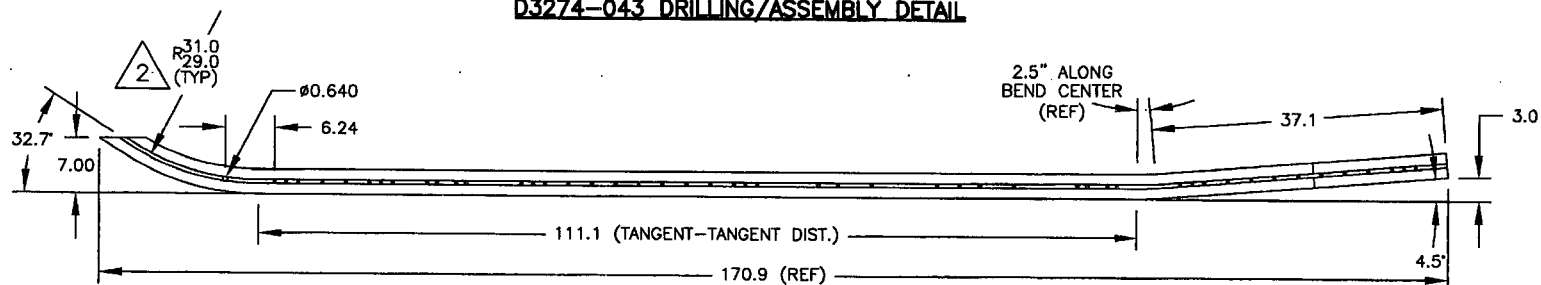 D3274-043 DRILLING/ASSEMBLY DETAIL
2
R31.0
29.0
(TYP)
Ø0.640
6.24
32.7°
7.00
2.5" ALONG
BEND CENTER
(REF)
37.1
3.0
111.1 (TANGENT-TANGENT DIST.)
4.5°
170.9 (REF)